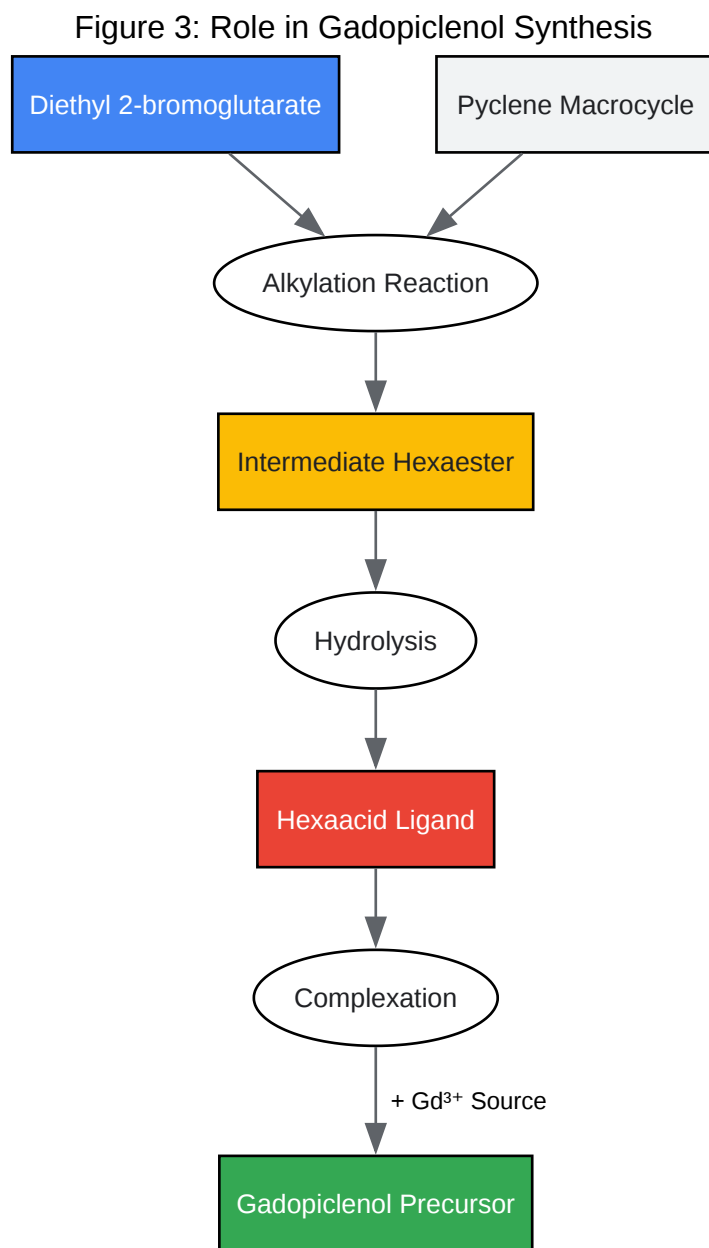 Figure 3: Role in Gadopiclenol Synthesis
Diethyl 2-bromoglutarate
Pyclene Macrocycle
Alkylation Reaction
Intermediate Hexaester
Hydrolysis
Hexaacid Ligand
Complexation
+ Gd³⁺ Source
Gadopiclenol Precursor